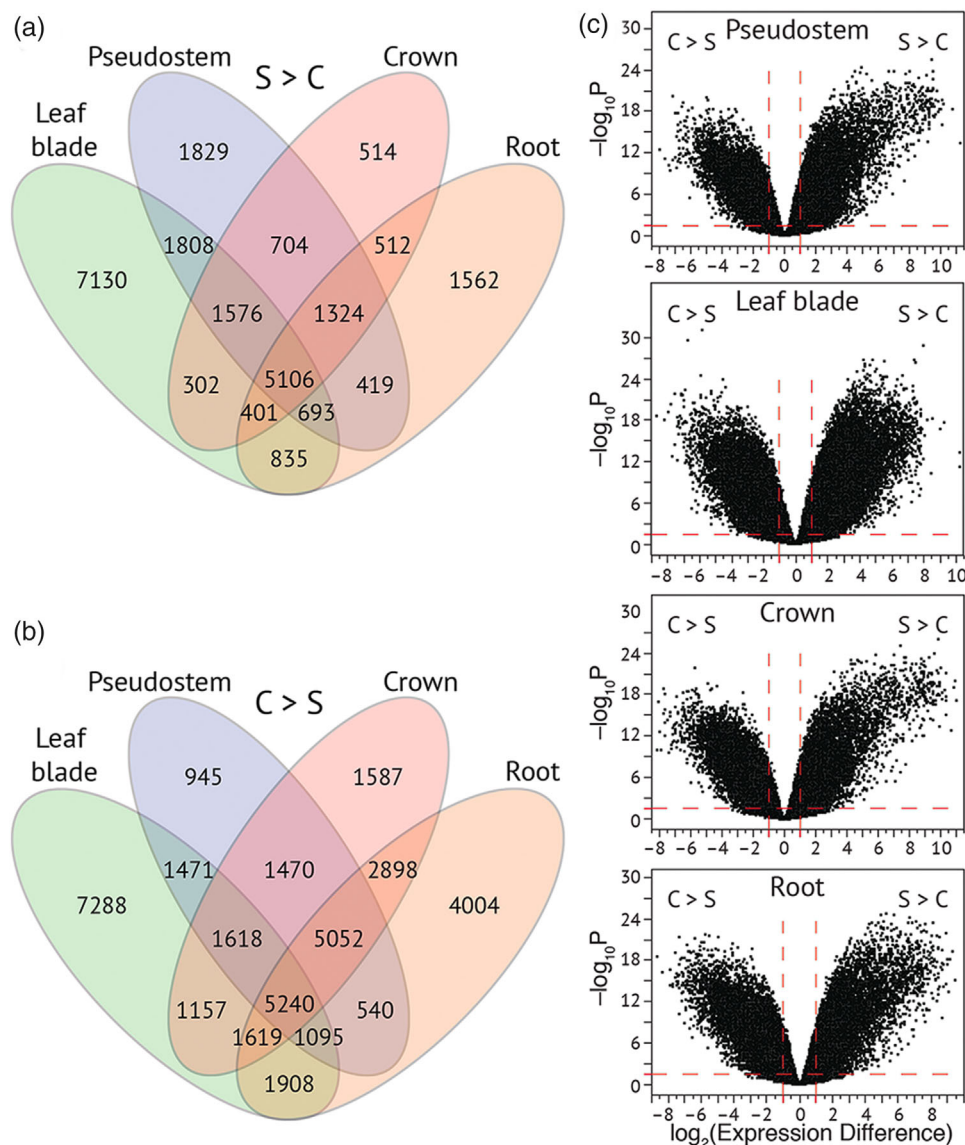 (a)
Pseudostem
S > C
Crown
Leaf
blade
Root
1829
514
1808
704
512
7130
1562
1576
1324
302
5106
419
401
693
835
(b)
Pseudostem
C > S
Crown
Leaf
blade
Root
945
1587
1471
1470
2898
7288
4004
1618
5052
1157
5240
540
1619
1095
1908
(c)
C > S
Pseudostem
S > C
30
24
18
12
6
0
−log10P
-8 -6 -4 -2 0 2 4 6 8 10
C > S
Leaf blade
S > C
30
24
18
12
6
0
−log10P
-8 -6 -4 -2 0 2 4 6 8 10
C > S
Crown
S > C
30
24
18
12
6
0
−log10P
-8 -6 -4 -2 0 2 4 6 8 10
C > S
Root
S > C
30
24
18
12
6
0
−log10P
-8 -6 -4 -2 0 2 4 6 8
log2(Expression Difference)